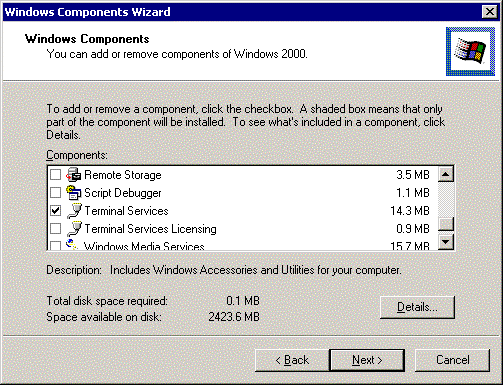 Windows Components Wizard
Windows Components
You can add or remove components of Windows 2000.
To add or remove a component, click the checkbox. A shaded box means that only
part of the component will be installed. To see what's included in a component, click
Details.
Components:
Remote Storage 3.5 MB
Script Debugger 1.1 MB
Terminal Services 14.3 MB
Terminal Services Licensing 0.9 MB
Windows Media Services 15.7 MB
Description: Includes Windows Accessories and Utilities for your computer.
Total disk space required: 0.1 MB
Space available on disk: 2423.6 MB
Details...
< Back Next > Cancel